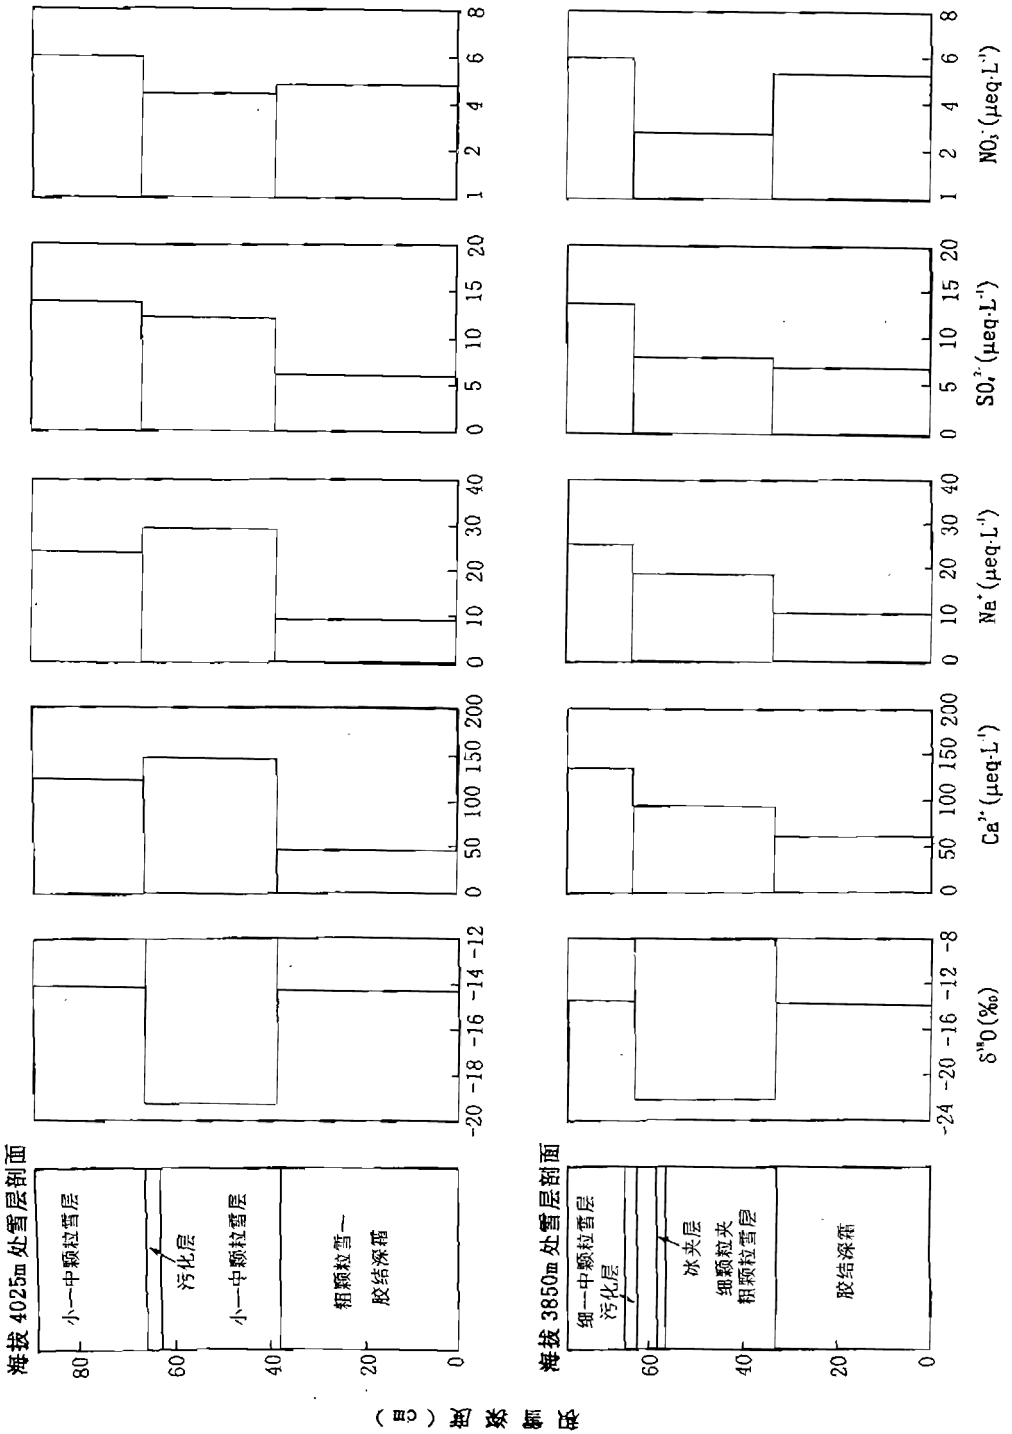 积雪深度(cm)
海拔 4025m 处雪层剖面
80
60
40
20
0
小—中颗粒雪层
污化层
小—中颗粒雪层
粗颗粒雪—
胶结深霜
-20 -18 -16 -14 -12
0 50 100 150 200
0 10 20 30 40
0 5 10 15 20
1 2 4 6 8
海拔 3850m 处雪层剖面
60
40
20
0
细—中颗粒雪层
污化层
冰夹层
细颗粒夹
粗颗粒雪层
胶结深霜
-24 -20 -16 -12 -8
0 50 100 150 200
0 10 20 30 40
0 5 10 15 20
1 2 4 6 8
δ¹⁸O(‰)
Ca²⁺(μeq·L⁻¹)
Na⁺(μeq·L⁻¹)
SO₄²⁻(μeq·L⁻¹)
NO₃⁻(μeq·L⁻¹)